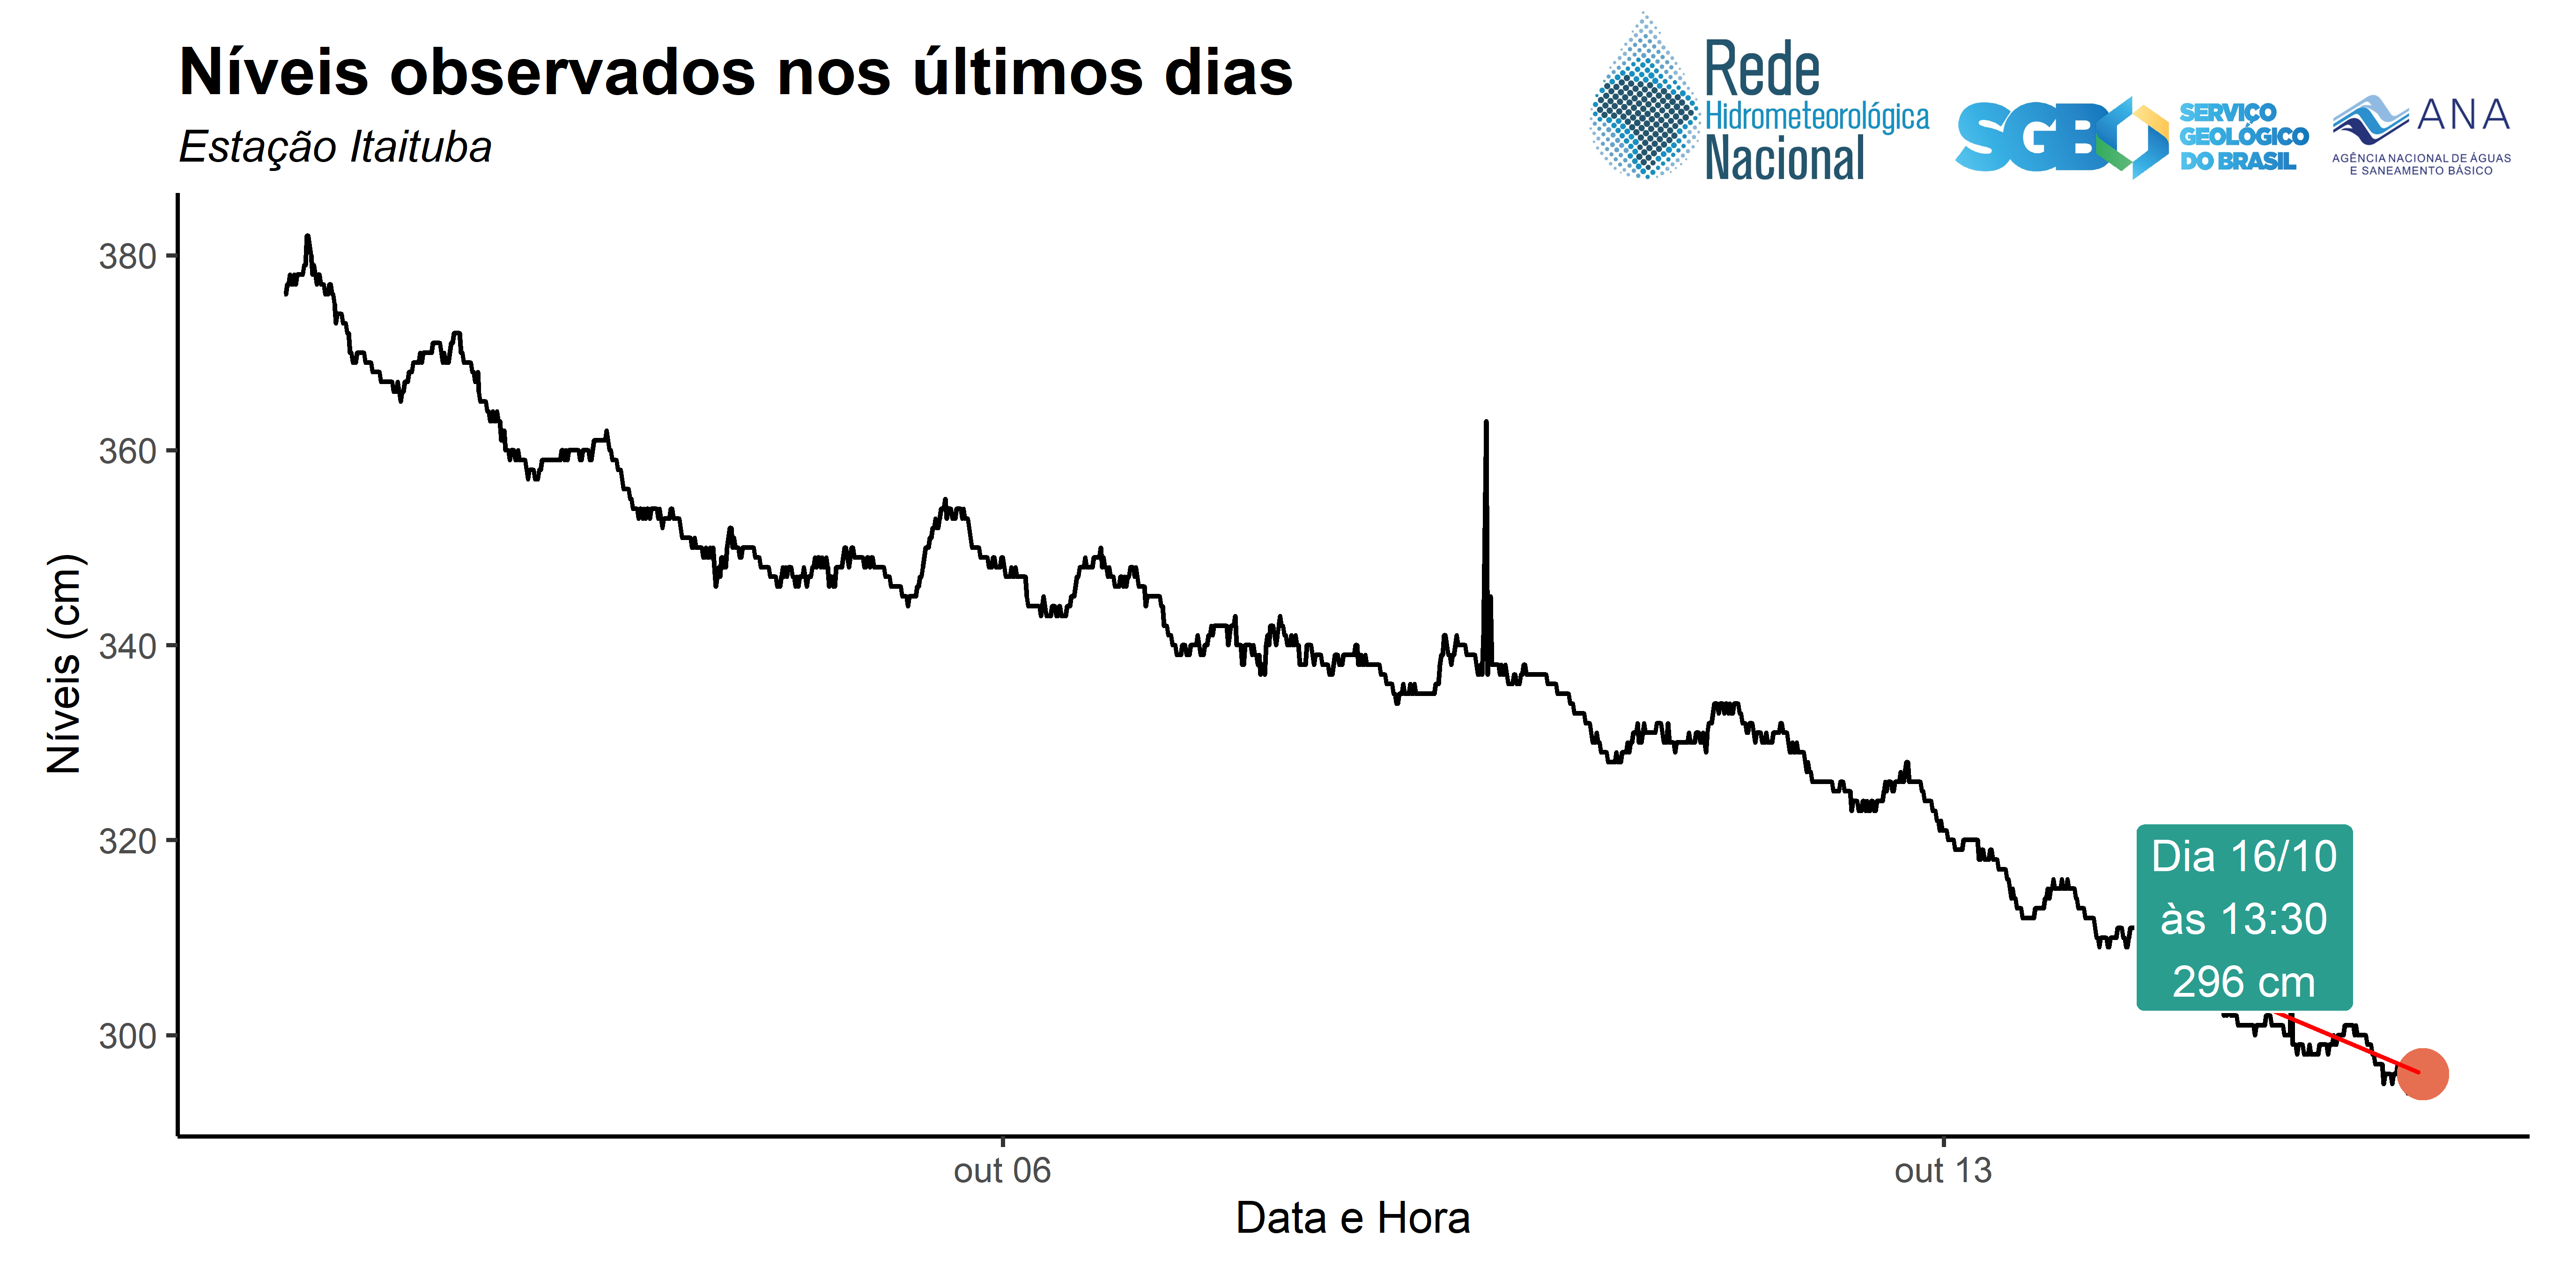 Níveis observados nos últimos dias
Estação Itaituba
Rede
Hidrometeorológica
Nacional
SGB
SERVIÇO
GEOLÓGICO
DO BRASIL
ANA
AGÊNCIA NACIONAL DE ÁGUAS
E SANEAMENTO BÁSICO
Níveis (cm)
380
360
340
320
300
Dia 16/10
às 13:30
296 cm
out 06
out 13
Data e Hora